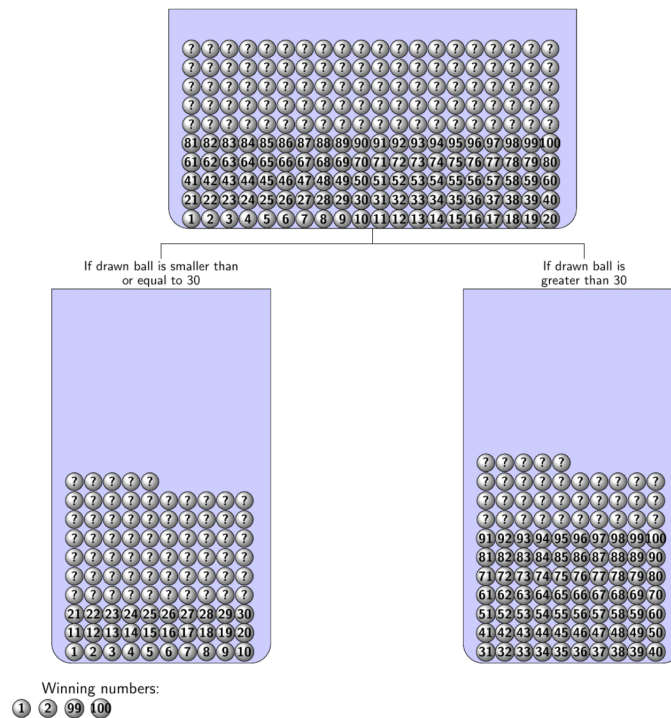 ? ? ? ? ? ? ? ? ? ? ? ? ? ? ? ? ? ? ? ?
? ? ? ? ? ? ? ? ? ? ? ? ? ? ? ? ? ? ? ?
? ? ? ? ? ? ? ? ? ? ? ? ? ? ? ? ? ? ? ?
? ? ? ? ? ? ? ? ? ? ? ? ? ? ? ? ? ? ? ?
? ? ? ? ? ? ? ? ? ? ? ? ? ? ? ? ? ? ? ?
81 82 83 84 85 86 87 88 89 90 91 92 93 94 95 96 97 98 99 100
61 62 63 64 65 66 67 68 69 70 71 72 73 74 75 76 77 78 79 80
41 42 43 44 45 46 47 48 49 50 51 52 53 54 55 56 57 58 59 60
21 22 23 24 25 26 27 28 29 30 31 32 33 34 35 36 37 38 39 40
1 2 3 4 5 6 7 8 9 10 11 12 13 14 15 16 17 18 19 20
If drawn ball is smaller than
or equal to 30
? ? ? ? ?
? ? ? ? ? ? ? ? ? ?
? ? ? ? ? ? ? ? ? ?
? ? ? ? ? ? ? ? ? ?
? ? ? ? ? ? ? ? ? ?
? ? ? ? ? ? ? ? ? ?
? ? ? ? ? ? ? ? ? ?
21 22 23 24 25 26 27 28 29 30
11 12 13 14 15 16 17 18 19 20
1 2 3 4 5 6 7 8 9 10
If drawn ball is
greater than 30
? ? ? ? ?
? ? ? ? ? ? ? ? ? ?
? ? ? ? ? ? ? ? ? ?
? ? ? ? ? ? ? ? ? ?
91 92 93 94 95 96 97 98 99 100
81 82 83 84 85 86 87 88 89 90
71 72 73 74 75 76 77 78 79 80
61 62 63 64 65 66 67 68 69 70
51 52 53 54 55 56 57 58 59 60
41 42 43 44 45 46 47 48 49 50
31 32 33 34 35 36 37 38 39 40
Winning numbers:
1 2 99 100